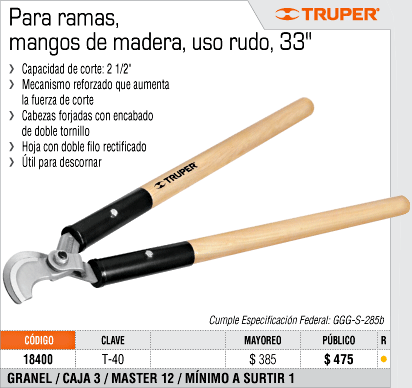 Para ramas,
mangos de madera, uso rudo, 33"
TRUPER®
› Capacidad de corte: 2 1/2"
› Mecanismo reforzado que aumenta
la fuerza de corte
› Cabezas forjadas con encabado
de doble tornillo
› Hoja con doble filo rectificado
› Útil para descornar
TRUPER
Cumple Especificación Federal: GGG-S-285b
CÓDIGO CLAVE MAYOREO PÚBLICO R
18400 T-40 $ 385 $ 475
GRANEL / CAJA 3 / MASTER 12 / MÍNIMO A SURTIR 1